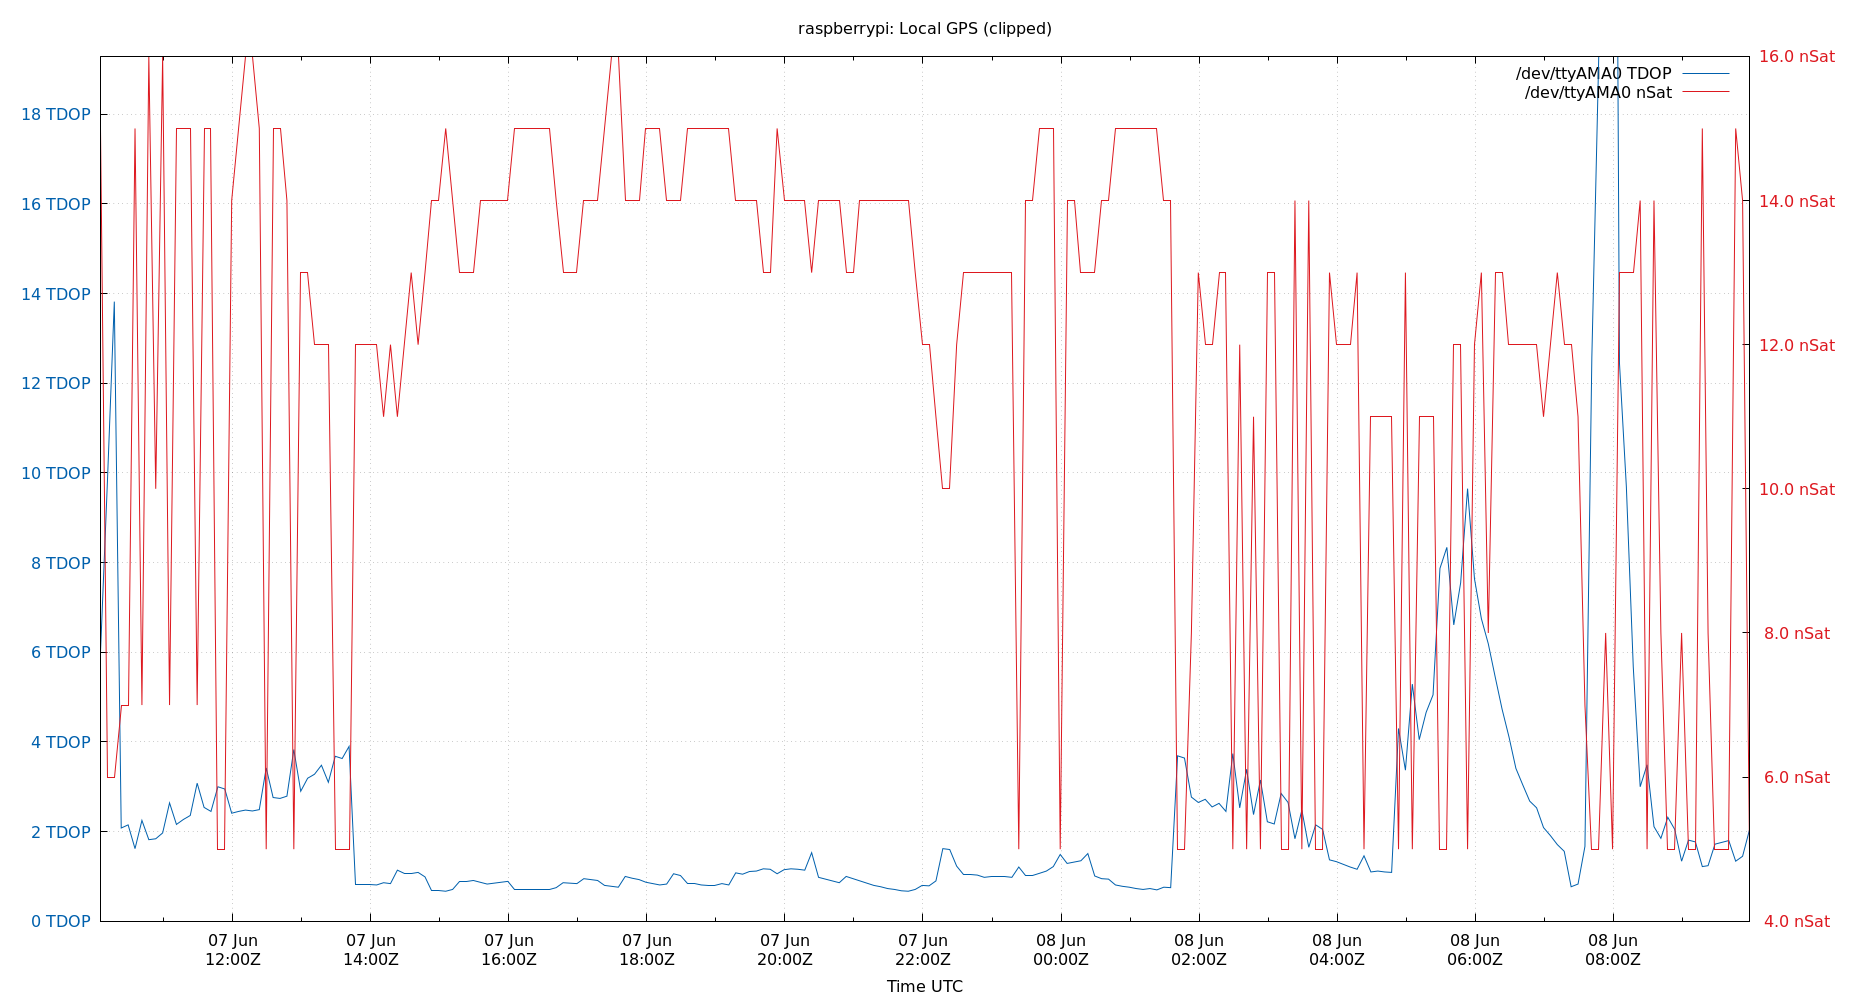 raspberrypi: Local GPS (clipped)
/dev/ttyAMA0 TDOP
/dev/ttyAMA0 nSat
18 TDOP
16 TDOP
14 TDOP
12 TDOP
10 TDOP
8 TDOP
6 TDOP
4 TDOP
2 TDOP
0 TDOP
16.0 nSat
14.0 nSat
12.0 nSat
10.0 nSat
8.0 nSat
6.0 nSat
4.0 nSat
07 Jun
12:00Z
07 Jun
14:00Z
07 Jun
16:00Z
07 Jun
18:00Z
07 Jun
20:00Z
07 Jun
22:00Z
08 Jun
00:00Z
08 Jun
02:00Z
08 Jun
04:00Z
08 Jun
06:00Z
08 Jun
08:00Z
Time UTC